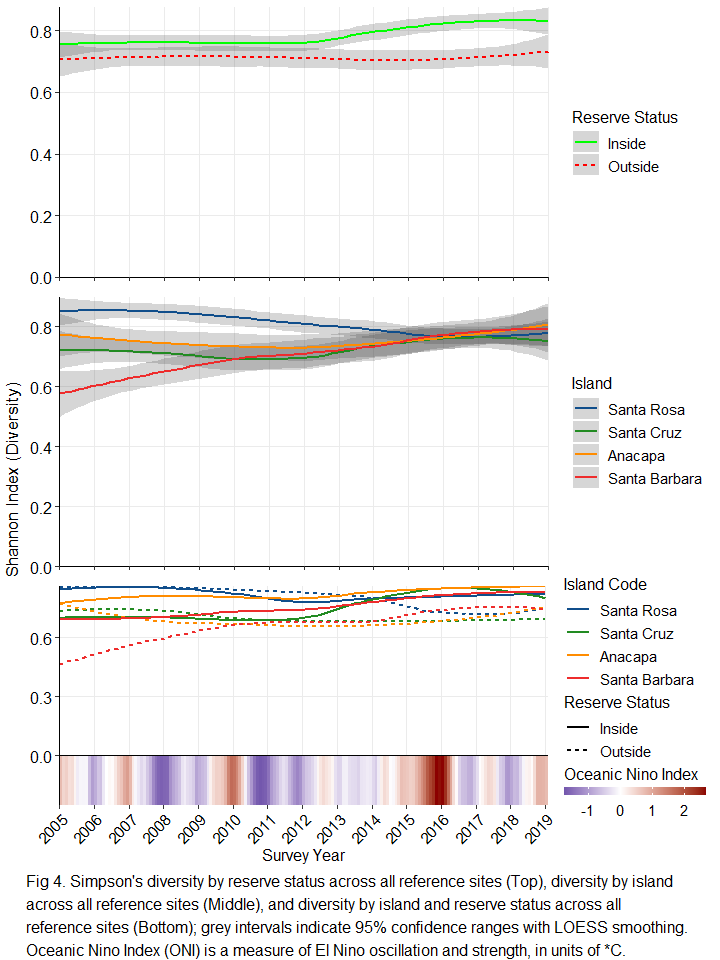 0.8
0.6
0.4
0.2
0.0
Reserve Status
Inside
Outside
Shannon Index (Diversity)
0.8
0.6
0.4
0.2
0.0
Island
Santa Rosa
Santa Cruz
Anacapa
Santa Barbara
0.6
0.3
0.0
Island Code
Santa Rosa
Santa Cruz
Anacapa
Santa Barbara
Reserve Status
Inside
Outside
Oceanic Nino Index
-1 0 1 2
2005 2006 2007 2008 2009 2010 2011 2012 2013 2014 2015 2016 2017 2018 2019
Survey Year
Fig 4. Simpson's diversity by reserve status across all reference sites (Top), diversity by island
across all reference sites (Middle), and diversity by island and reserve status across all
reference sites (Bottom); grey intervals indicate 95% confidence ranges with LOESS smoothing.
Oceanic Nino Index (ONI) is a measure of El Nino oscillation and strength, in units of *C.